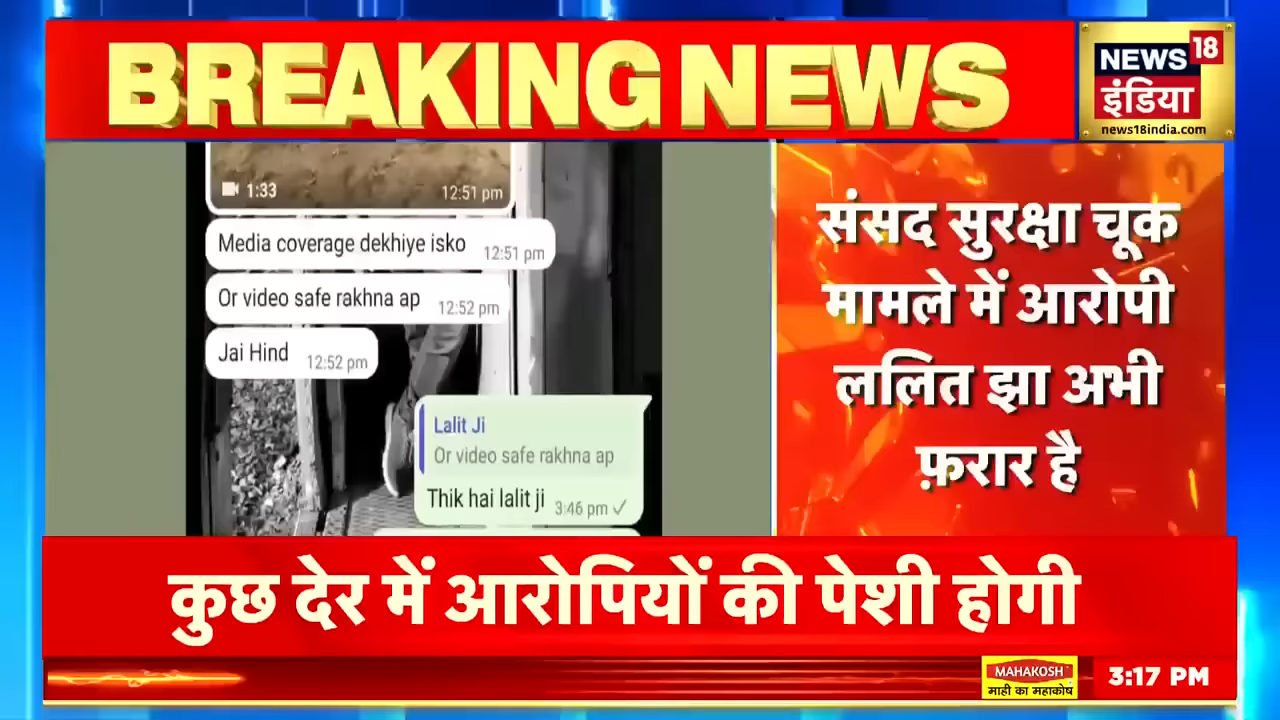 BREAKING NEWS
NEWS 18
इंडिया
news18india.com
1:33 12:51 pm
Media coverage dekhiye isko 12:51 pm
Or video safe rakhna ap 12:52 pm
Jai Hind 12:52 pm
Lalit Ji
Or video safe rakhna ap
Thik hai lalit ji 3:46 pm
संसद सुरक्षा चूक
मामले में आरोपी
ललित झा अभी
फ़रार है
कुछ देर में आरोपियों की पेशी होगी
MAHAKOSH
माही का महाकोष
3:17 PM